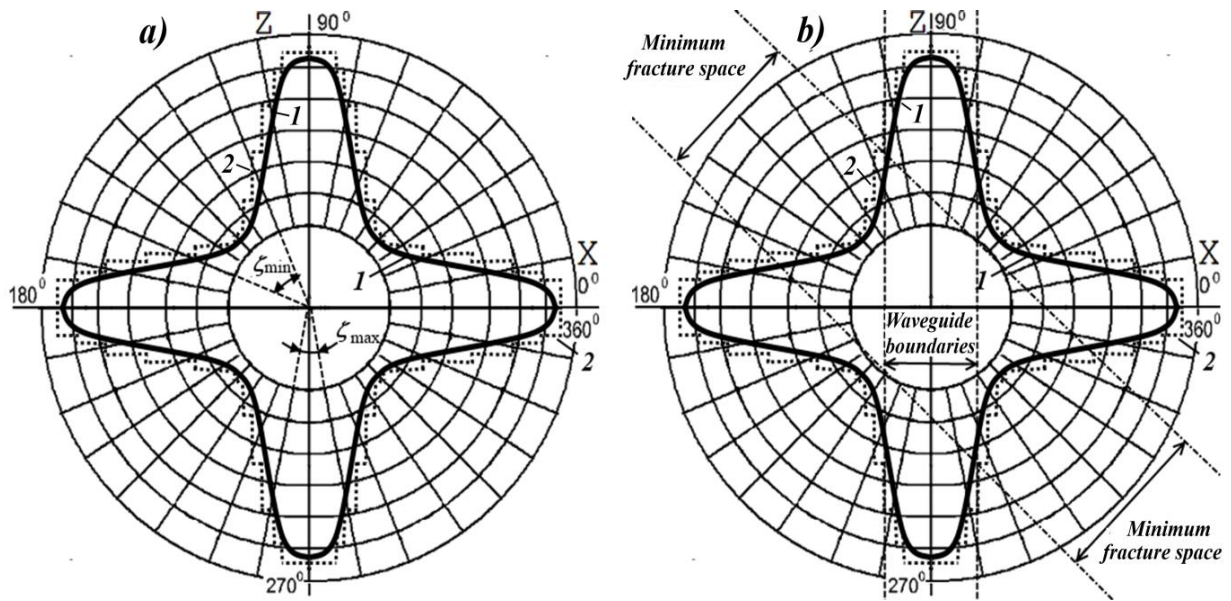 a)
Z
90⁰
1
2
X
ζmin
1
0⁰
180⁰
360⁰
ζmax
2
270⁰
b)
Z
90⁰
Minimum
fracture space
1
2
X
1
0⁰
180⁰
360⁰
Waveguide
boundaries
2
Minimum
fracture space
270⁰